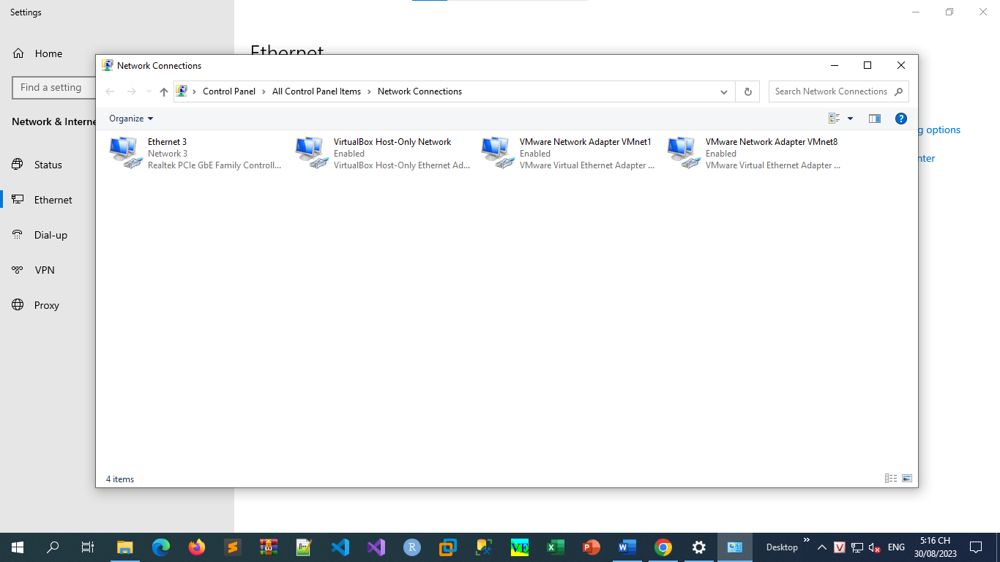 Settings
Home
Find a setting
Network & Interne
Status
Ethernet
Dial-up
VPN
Proxy
Ethernet
Network Connections
Control Panel > All Control Panel Items > Network Connections
Search Network Connections
Organize
Ethernet 3
Network 3
Realtek PCIe GbE Family Controll...
VirtualBox Host-Only Network
Enabled
VirtualBox Host-Only Ethernet Ad...
VMware Network Adapter VMnet1
Enabled
VMware Virtual Ethernet Adapter ...
VMware Network Adapter VMnet8
Enabled
VMware Virtual Ethernet Adapter ...
g options
nter
4 items
R
VE
Desktop
V
ENG
5:16 CH
30/08/2023